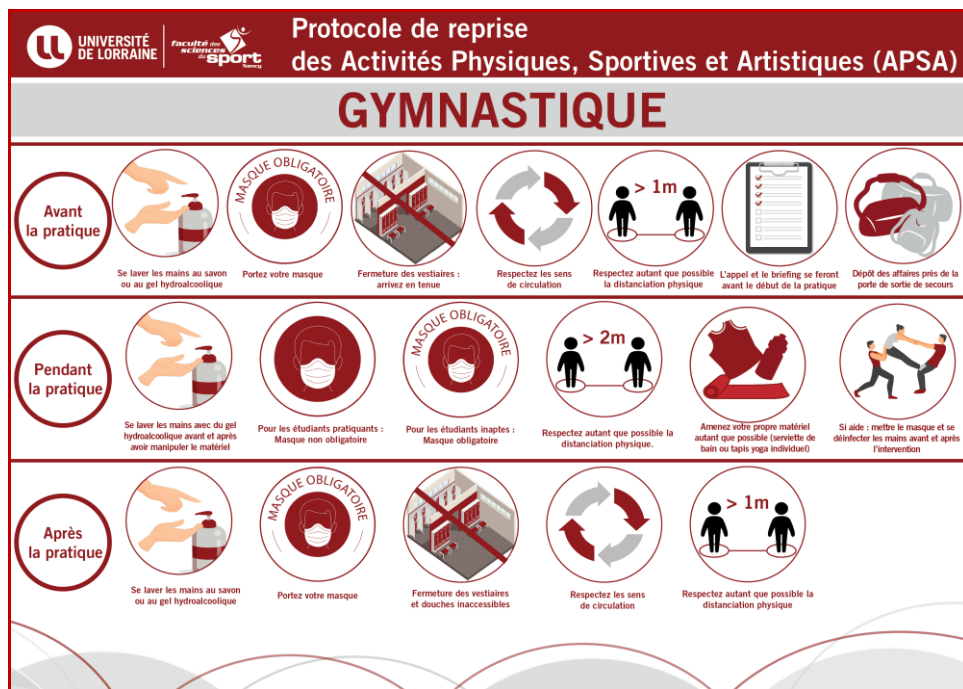 UNIVERSITÉ
DE LORRAINE
faculté des
sciences
du sport
Nancy
Protocole de reprise
des Activités Physiques, Sportives et Artistiques (APSA)
GYMNASTIQUE
Avant
la pratique
Se laver les mains au savon
ou au gel hydroalcoolique
MASQUE OBLIGATOIRE
Portez votre masque
Fermeture des vestiaires :
arrivez en tenue
Respectez les sens
de circulation
> 1m
Respectez autant que possible
la distanciation physique
L'appel et le briefing se feront
avant le début de la pratique
Dépôt des affaires près de la
porte de sortie de secours
Pendant
la pratique
Se laver les mains avec du gel
hydroalcoolique avant et après
avoir manipuler le matériel
Pour les étudiants pratiquants :
Masque non obligatoire
MASQUE OBLIGATOIRE
Pour les étudiants inaptes :
Masque obligatoire
> 2m
Respectez autant que possible la
distanciation physique.
Amenez votre propre matériel
autant que possible (serviette de
bain ou tapis yoga individuel)
Si aide : mettre le masque et se
déinfecter les mains avant et après
l'intervention
Après
la pratique
Se laver les mains au savon
ou au gel hydroalcoolique
MASQUE OBLIGATOIRE
Portez votre masque
Fermeture des vestiaires
et douches inaccessibles
Respectez les sens
de circulation
> 1m
Respectez autant que possible la
distanciation physique